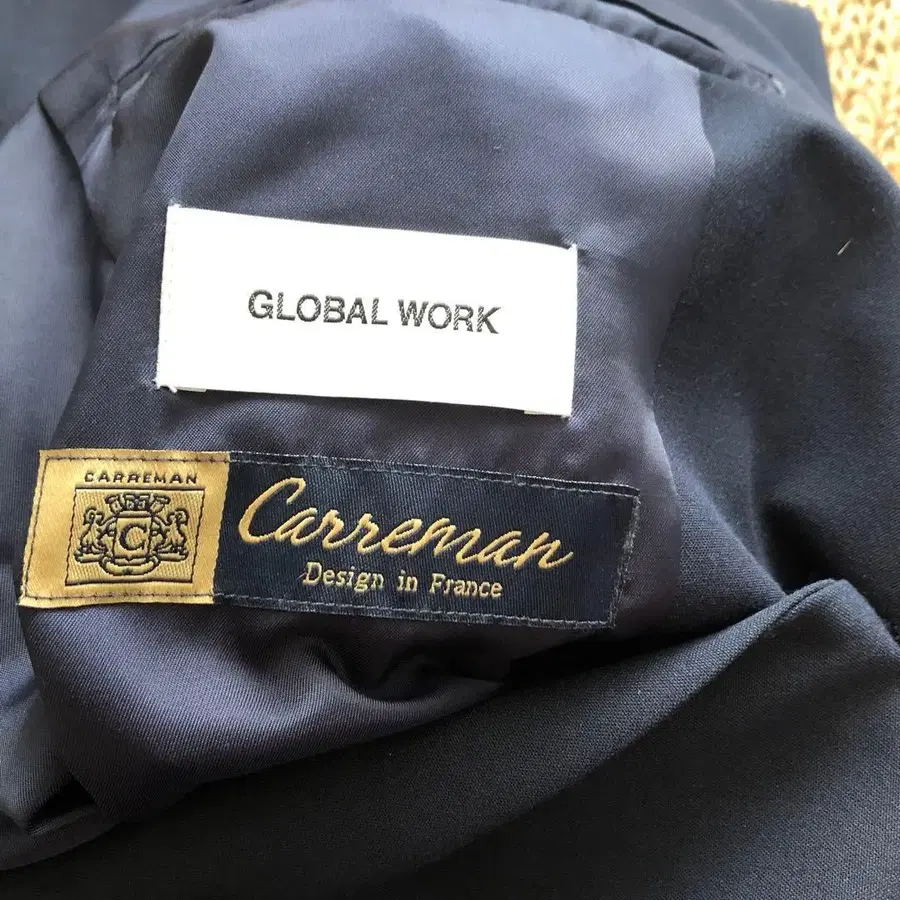 GLOBAL WORK
CARREMAN
C
Carreman
Design in France